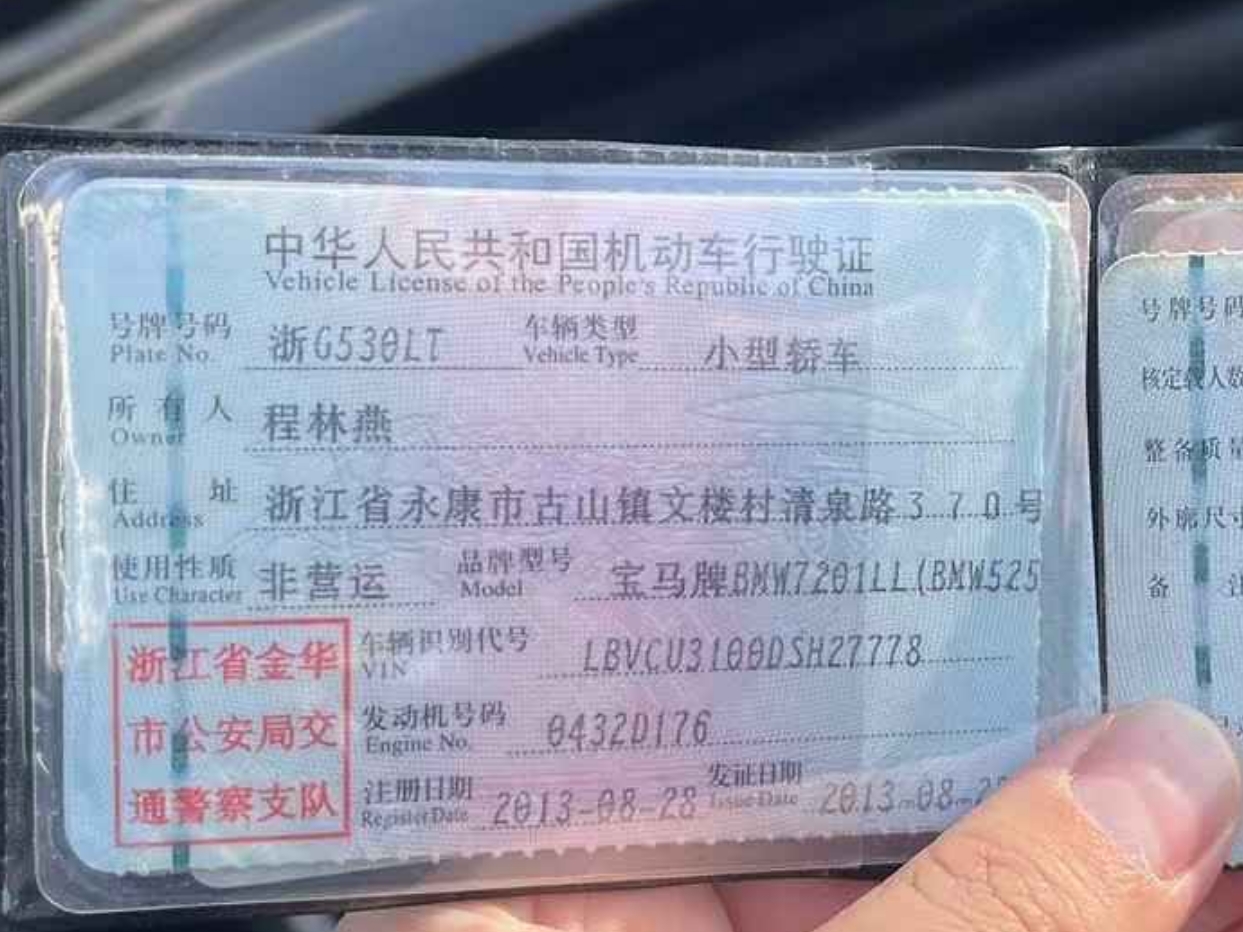 中华人民共和国机动车行驶证
Vehicle License of the People's Republic of China
号牌号码 浙G530LT 车辆类型 小型轿车
Plate No. Vehicle Type
所有人 程林燕
Owner
住址 浙江省永康市古山镇文楼村清泉路370号
Address
使用性质 非营运 品牌型号 宝马牌BMW7201LL(BMW525
Use Character Model
浙江省金华
市公安局交
通警察支队
车辆识别代号 LBVCU3100DSH27778
VIN
发动机号码 0432D176
Engine No.
注册日期 2013-08-28 发证日期 2013-08-2
Register Date Issue Date
号牌号码
核定载人数
整备质量
外廓尺寸
备注